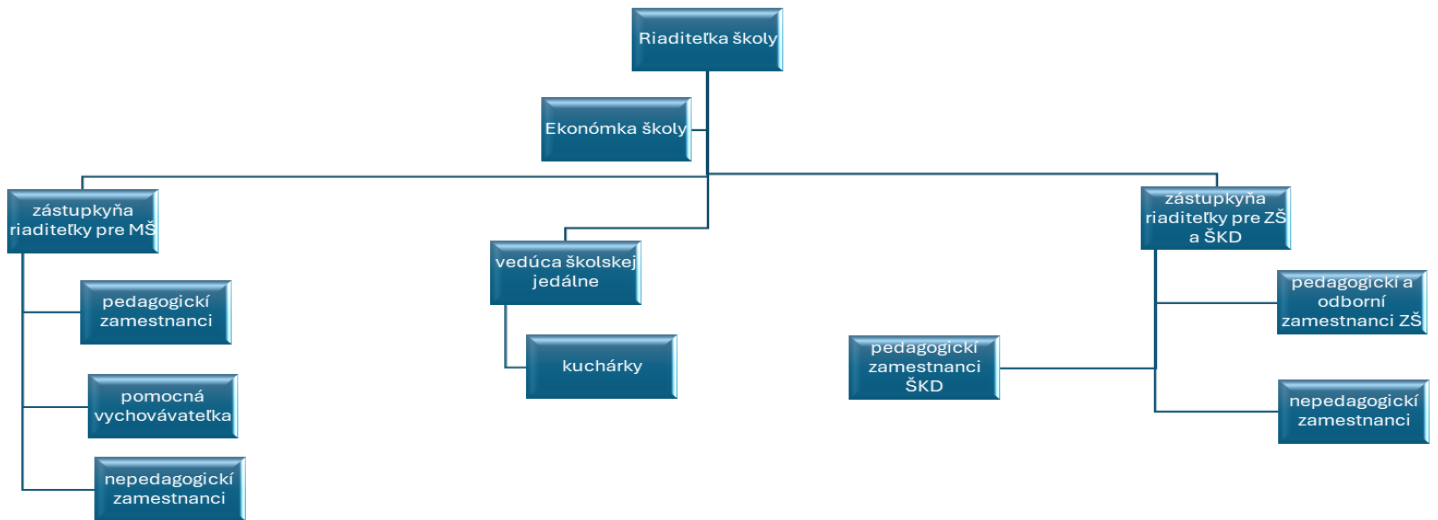 Riaditeľka školy
Ekonómka školy
zástupkyňa
riaditeľky pre MŠ
pedagogickí
zamestnanci
pomocná
vychovávateľka
nepedagogickí
zamestnanci
vedúca školskej
jedálne
kuchárky
zástupkyňa
riaditeľky pre ZŠ
a ŠKD
pedagogickí
zamestnanci
ŠKD
pedagogickí a
odborní
zamestnanci ZŠ
nepedagogickí
zamestnanci